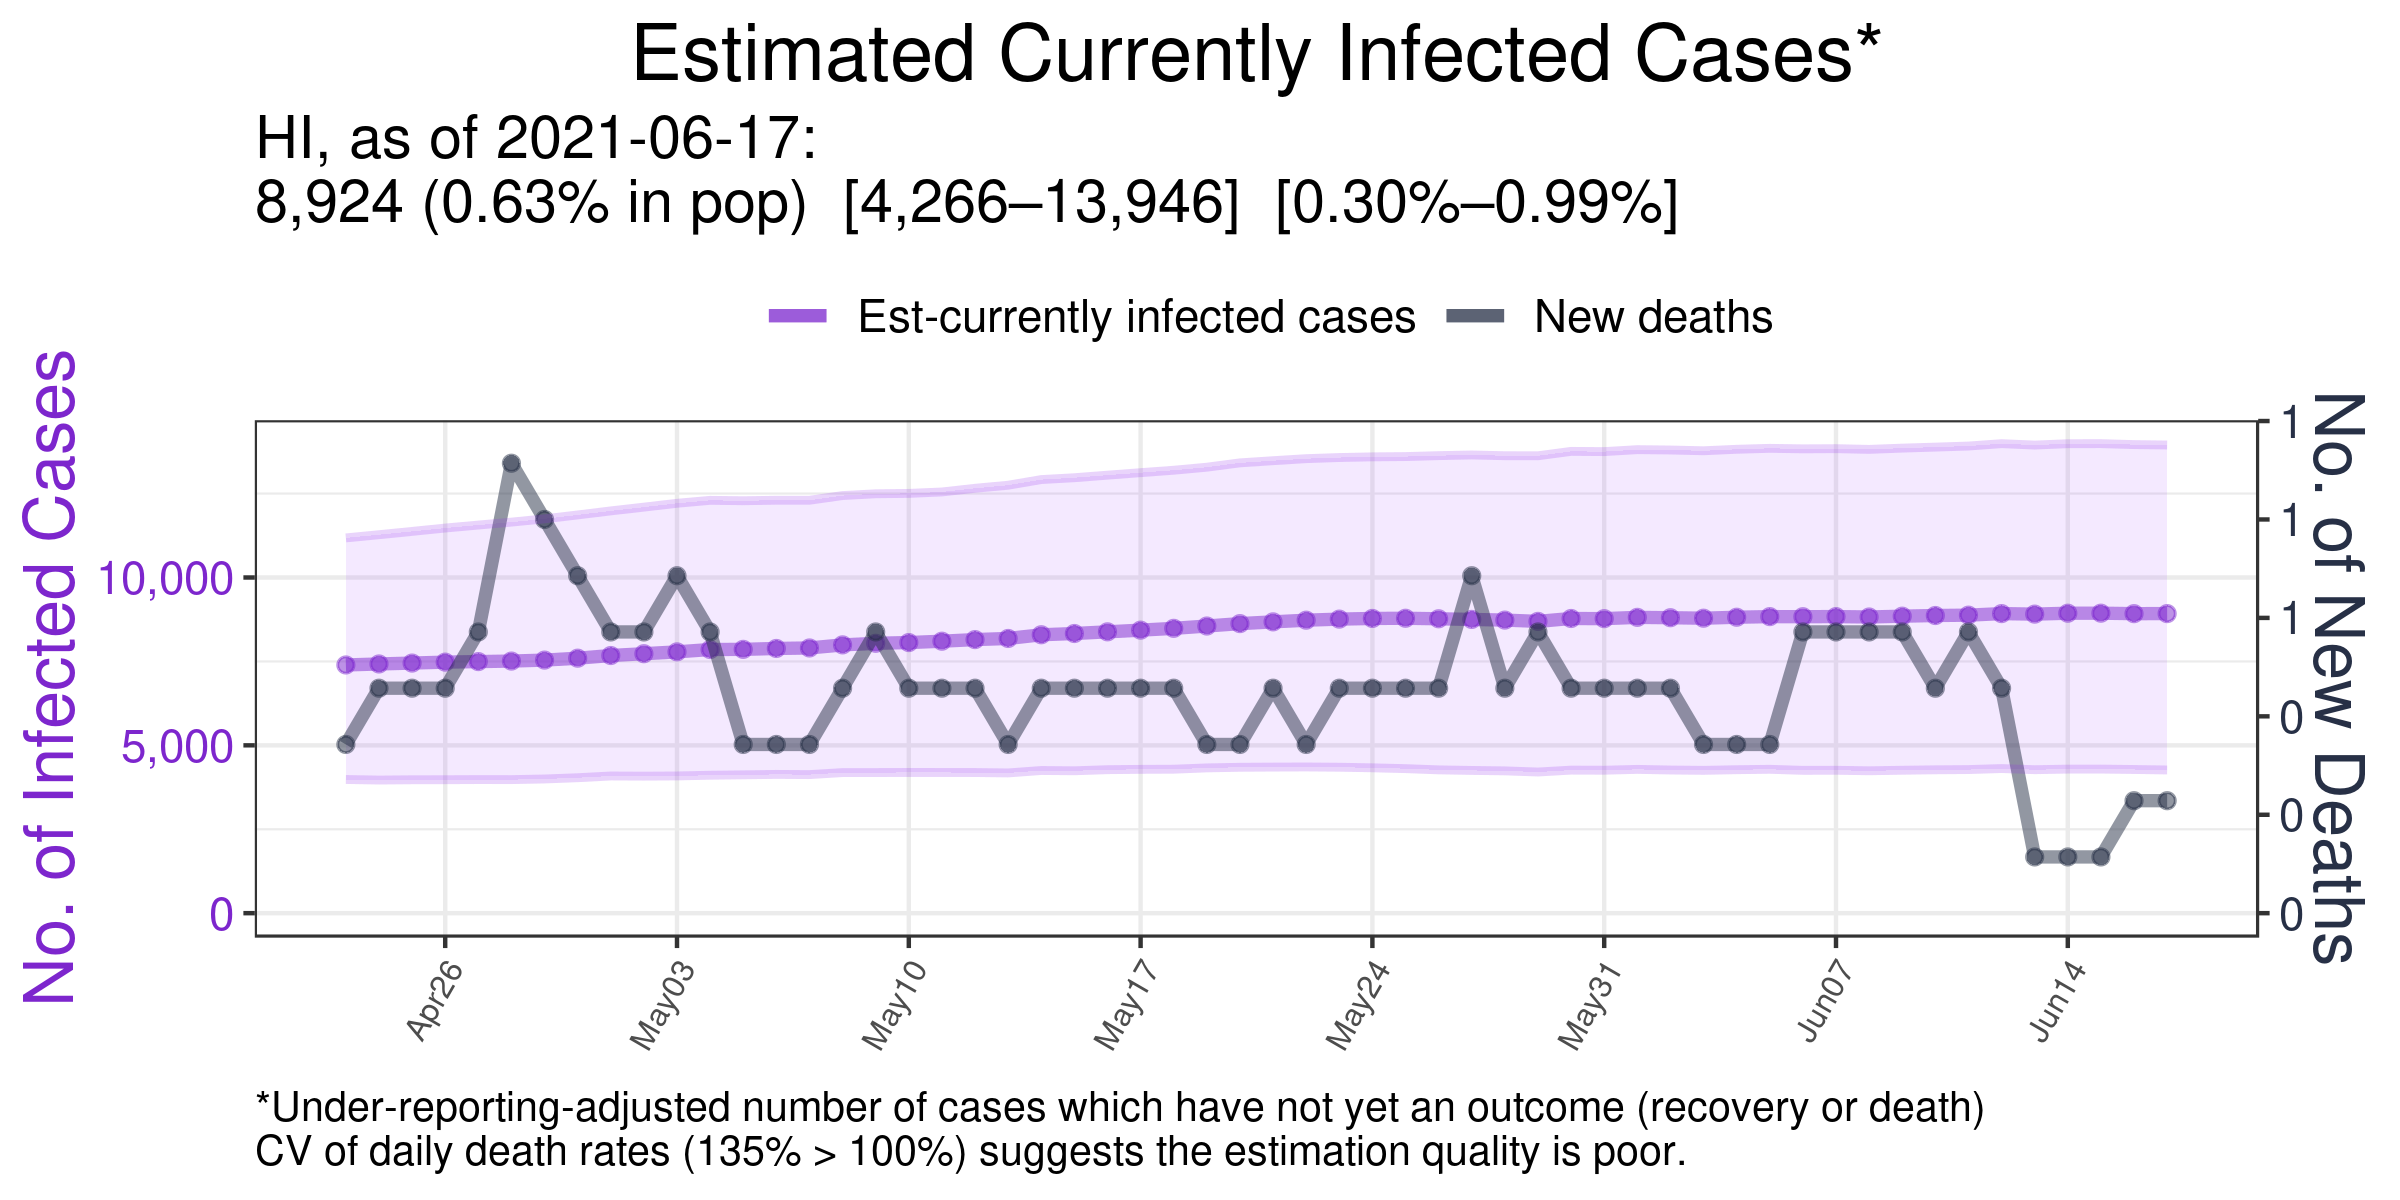 Estimated Currently Infected Cases*
HI, as of 2021-06-17:
8,924 (0.63% in pop) [4,266–13,946] [0.30%–0.99%]
Est-currently infected cases
New deaths
No. of Infected Cases
10,000
5,000
0
1
1
1
0
0
0
No. of New Deaths
Apr26
May03
May10
May17
May24
May31
Jun07
Jun14
*Under-reporting-adjusted number of cases which have not yet an outcome (recovery or death)
CV of daily death rates (135% > 100%) suggests the estimation quality is poor.